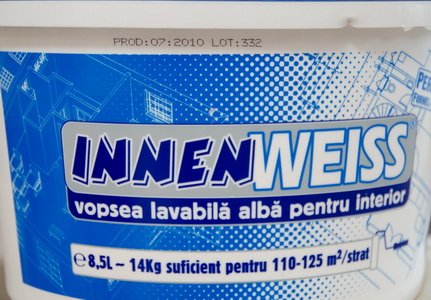 PROD:07:2010 LOT:332
INNENWEISS
vopsea lavabilă albă pentru interior
℮ 8,5L ~ 14Kg suficient pentru 110-125 m²/strat